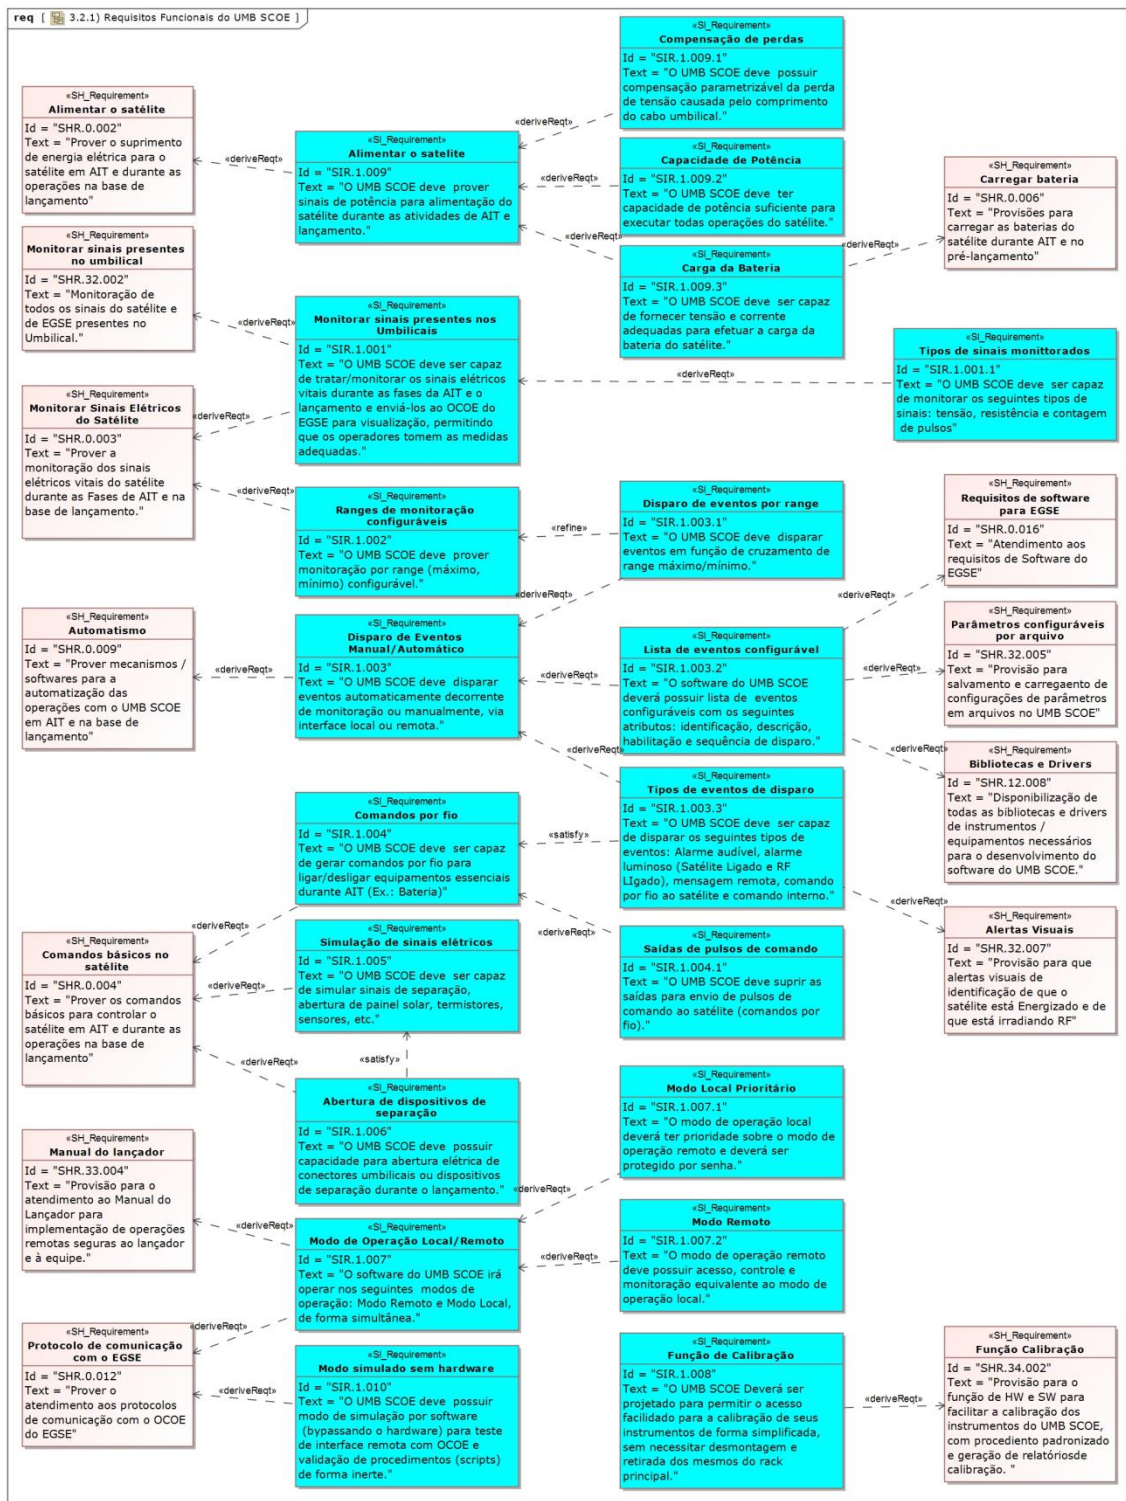 req [ 3.2.1) Requisitos Funcionais do UMB SCOE ]
«SH_Requirement»
Alimentar o satélite
Id = "SHR.0.002"
Text = "Prover o suprimento
de energia elétrica para o
satélite em AIT e durante as
operações na base de
lançamento"
«SH_Requirement»
Monitorar sinais presentes
no umbilical
Id = "SHR.32.002"
Text = "Monitoração de
todos os sinais do satélite e
de EGSE presentes no
Umbilical."
«SH_Requirement»
Monitorar Sinais Elétricos
do Satélite
Id = "SHR.0.003"
Text = "Prover a
monitoração dos sinais
elétricos vitais do satélite
durante as Fases de AIT e na
base de lançamento."
«SH_Requirement»
Automatismo
Id = "SHR.0.009"
Text = "Prover mecanismos /
softwares para a
automatização das
operações com o UMB SCOE
em AIT e na base de
lançamento"
«SH_Requirement»
Comandos básicos no
satélite
Id = "SHR.0.004"
Text = "Prover os comandos
básicos para controlar o
satélite em AIT e durante as
operações na base de
lançamento"
«SH_Requirement»
Manual do lançador
Id = "SHR.33.004"
Text = "Provisão para o
atendimento ao Manual do
Lançador para
implementação de operações
remotas seguras ao lançador
e à equipe."
«SH_Requirement»
Protocolo de comunicação
com o EGSE
Id = "SHR.0.012"
Text = "Prover o
atendimento aos protocolos
de comunicação com o OCOE
do EGSE"
«deriveReqt»
«deriveReqt»
«deriveReqt»
«deriveReqt»
«deriveReqt»
«deriveReqt»
«deriveReqt»
«deriveReqt»
«deriveReqt»
«deriveReqt»
«deriveReqt»
«SI_Requirement»
Alimentar o satelite
Id = "SIR.1.009"
Text = "O UMB SCOE deve  prover
sinais de potência para alimentação do
satélite durante as atividades de AIT e
lançamento."
«SI_Requirement»
Monitorar sinais presentes nos
Umbilicais
Id = "SIR.1.001"
Text = "O UMB SCOE deve ser capaz de
tratar/monitorar os sinais elétricos
vitais durante as fases da AIT e o
lançamento e enviá-los ao OCOE do
EGSE para visualização, permitindo
que os operadores tomem as medidas
adequadas."
«SI_Requirement»
Ranges de monitoração
configuráveis
Id = "SIR.1.002"
Text = "O UMB SCOE deve  prover
monitoração por range (máximo,
mínimo) configurável."
«SI_Requirement»
Disparo de Eventos
Manual/Automático
Id = "SIR.1.003"
Text = "O UMB SCOE deve  disparar
eventos automaticamente decorrente
de monitoração ou manualmente, via
interface local ou remota."
«SI_Requirement»
Comandos por fio
Id = "SIR.1.004"
Text = "O UMB SCOE deve  ser capaz
de gerar comandos por fio para
ligar/desligar equipamentos essenciais
durante AIT (Ex.: Bateria)"
«SI_Requirement»
Simulação de sinais elétricos
Id = "SIR.1.005"
Text = "O UMB SCOE deve  ser capaz
de simular sinais de separação,
abertura de painel solar, termistores,
sensores, etc."
«satisfy»
«SI_Requirement»
Abertura de dispositivos de
separação
Id = "SIR.1.006"
Text = "O UMB SCOE deve  possuir
capacidade para abertura elétrica de
conectores umbilicais ou dispositivos
de separação durante o lançamento."
«SI_Requirement»
Modo de Operação Local/Remoto
Id = "SIR.1.007"
Text = "O software do UMB SCOE irá
operar nos seguintes  modos de
operação: Modo Remoto e Modo Local,
de forma simultânea."
«SI_Requirement»
Modo simulado sem hardware
Id = "SIR.1.010"
Text = "O UMB SCOE deve  possuir
modo de simulação por software
(bypassando o hardware) para teste
de interface remota com OCOE e
validação de procedimentos (scripts)
de forma inerte."
«deriveReqt»
«deriveReqt»
«deriveReqt»
«deriveReqt»
«refine»
«deriveReqt»
«deriveReqt»
«deriveReqt»
«satisfy»
«deriveReqt»
«deriveReqt»
«deriveReqt»
«SI_Requirement»
Compensação de perdas
Id = "SIR.1.009.1"
Text = "O UMB SCOE deve  possuir
compensação parametrizável da perda
de tensão causada pelo comprimento
do cabo umbilical."
«SI_Requirement»
Capacidade de Potência
Id = "SIR.1.009.2"
Text = "O UMB SCOE deve  ter
capacidade de potência suficiente para
executar todas operações do satélite."
«SI_Requirement»
Carga da Bateria
Id = "SIR.1.009.3"
Text = "O UMB SCOE deve  ser capaz
de fornecer tensão e corrente
adequadas para efetuar a carga da
bateria do satélite."
«SI_Requirement»
Disparo de eventos por range
Id = "SIR.1.003.1"
Text = "O UMB SCOE deve  disparar
eventos em função de cruzamento de
range máximo/mínimo."
«SI_Requirement»
Lista de eventos configurável
Id = "SIR.1.003.2"
Text = "O software do UMB SCOE
deverá possuir lista de  eventos
configuráveis com os seguintes
atributos: identificação, descrição,
habilitação e sequência de disparo."
«SI_Requirement»
Tipos de eventos de disparo
Id = "SIR.1.003.3"
Text = "O UMB SCOE deve  ser capaz
de disparar os seguintes tipos de
eventos: Alarme audível, alarme
luminoso (Satélite Ligado e RF
LIgado), mensagem remota, comando
por fio ao satélite e comando interno."
«SI_Requirement»
Saídas de pulsos de comando
Id = "SIR.1.004.1"
Text = "O UMB SCOE deve suprir as
saídas para envio de pulsos de
comando ao satélite (comandos por
fio)."
«SI_Requirement»
Modo Local Prioritário
Id = "SIR.1.007.1"
Text = "O modo de operação local
deverá ter prioridade sobre o modo de
operação remoto e deverá ser
protegido por senha."
«SI_Requirement»
Modo Remoto
Id = "SIR.1.007.2"
Text = "O modo de operação remoto
deve possuir acesso, controle e
monitoração equivalente ao modo de
operação local."
«SI_Requirement»
Função de Calibração
Id = "SIR.1.008"
Text = "O UMB SCOE Deverá ser
projetado para permitir o acesso
facilidado para a calibração de seus
instrumentos de forma simplificada,
sem necessitar desmontagem e
retirada dos mesmos do rack
principal."
«deriveReqt»
«deriveReqt»
«deriveReqt»
«deriveReqt»
«deriveReqt»
«deriveReqt»
«SH_Requirement»
Carregar bateria
Id = "SHR.0.006"
Text = "Provisões para
carregar as baterias do
satélite durante AIT e no
pré-lançamento"
«SI_Requirement»
Tipos de sinais monittorados
Id = "SIR.1.001.1"
Text = "O UMB SCOE deve  ser capaz
de monitorar os seguintes tipos de
sinais: tensão, resistência e contagem
de pulsos"
«SH_Requirement»
Requisitos de software
para EGSE
Id = "SHR.0.016"
Text = "Atendimento aos
requisitos de Software do
EGSE"
«SH_Requirement»
Parâmetros configuráveis
por arquivo
Id = "SHR.32.005"
Text = "Provisão para
salvamento e carregaento de
configurações de parâmetros
em arquivos no UMB SCOE"
«SH_Requirement»
Bibliotecas e Drivers
Id = "SHR.12.008"
Text = "Disponibilização de
todas as bibliotecas e drivers
de instrumentos /
equipamentos necessários
para o desenvolvimento do
software do UMB SCOE."
«SH_Requirement»
Alertas Visuais
Id = "SHR.32.007"
Text = "Provisão para que
alertas visuais de
identificação de que o
satélite está Energizado e de
que está irradiando RF"
«SH_Requirement»
Função Calibração
Id = "SHR.34.002"
Text = "Provisão para o
função de HW e SW para
facilitar a calibração dos
instrumentos do UMB SCOE,
com procediento padronizado
e geração de relatóriosde
calibração. "